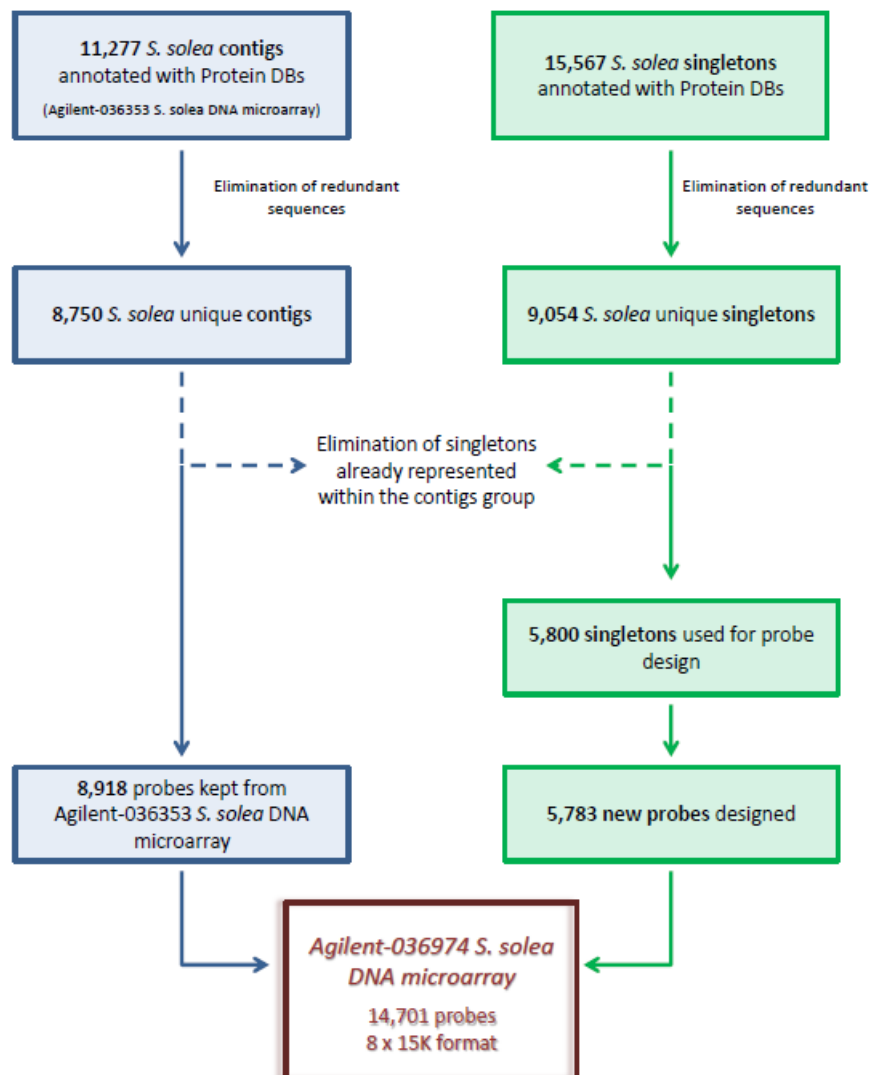 11,277 S. solea contigs
annotated with Protein DBs
(Agilent-036353 S. solea DNA microarray)
15,567 S. solea singletons
annotated with Protein DBs
Elimination of redundant
sequences
Elimination of redundant
sequences
8,750 S. solea unique contigs
9,054 S. solea unique singletons
Elimination of singletons
already represented
within the contigs group
5,800 singletons used for probe
design
8,918 probes kept from
Agilent-036353 S. solea DNA
microarray
5,783 new probes designed
Agilent-036974 S. solea
DNA microarray
14,701 probes
8 x 15K format